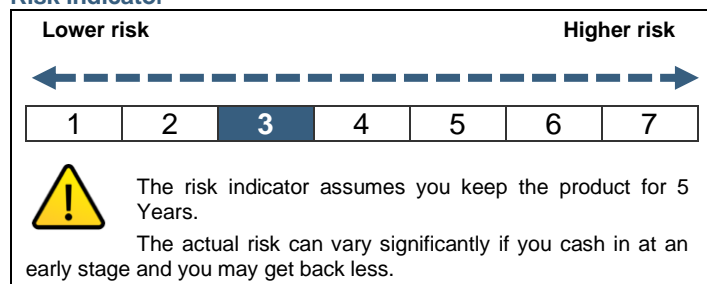 Risk indicator
Lower risk Higher risk
1 2 3 4 5 6 7
The risk indicator assumes you keep the product for 5
Years.
The actual risk can vary significantly if you cash in at an
early stage and you may get back less.